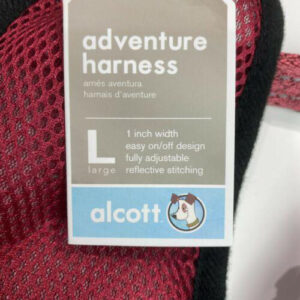 adventure
harness
arnés aventura
harnais d'aventure
L
large
1 inch width
easy on/off design
fully adjustable
reflective stitching
alcott